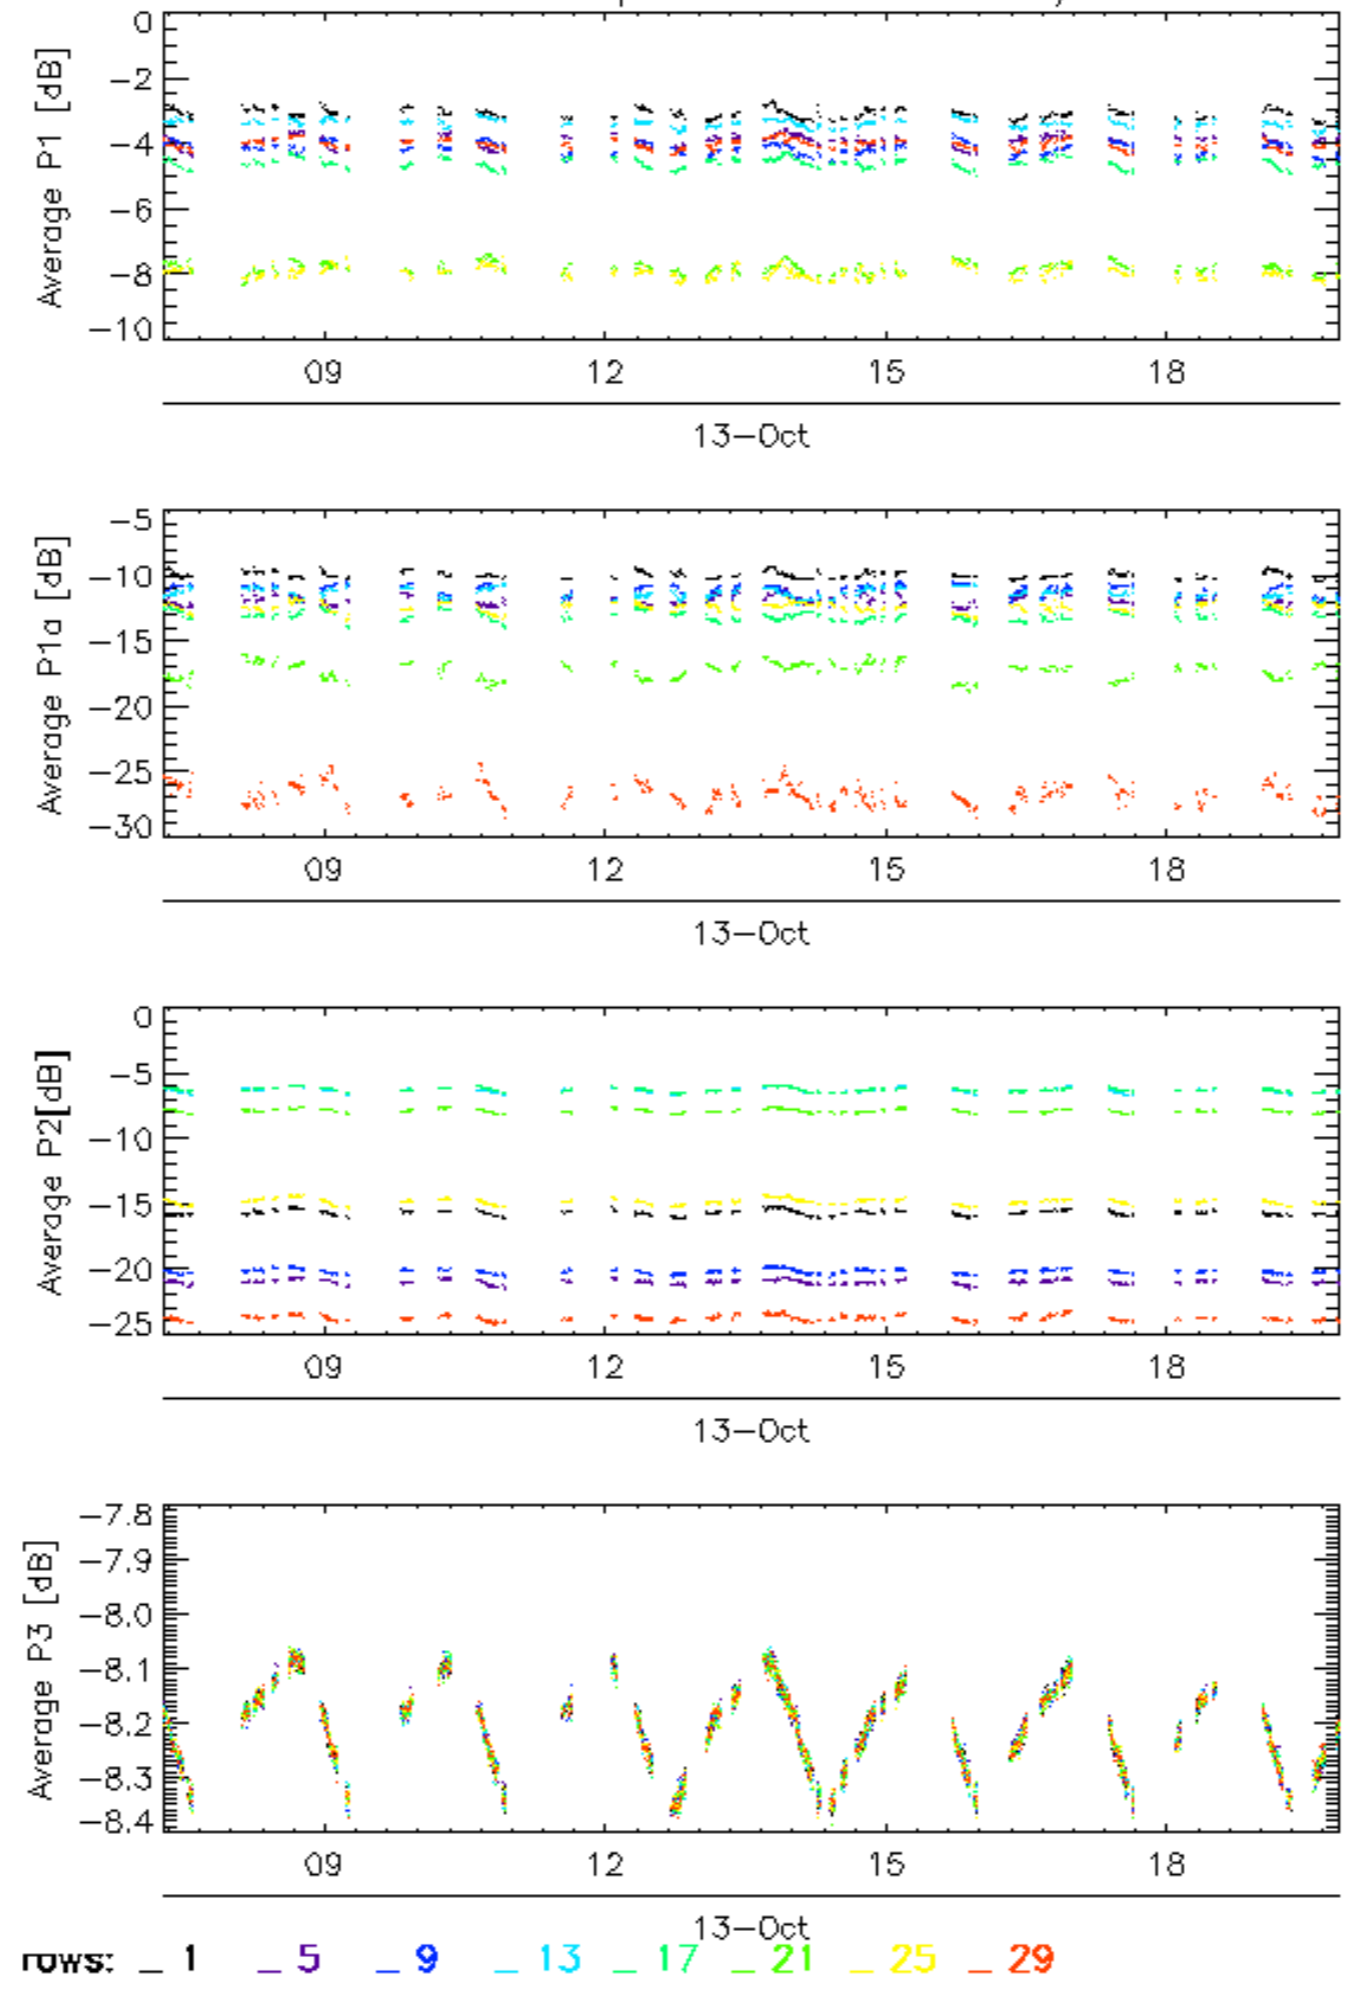 0
−2
−4
−6
−8
−10
Average P1 [dB]
09 12 15 18
13−Oct
−5
−10
−15
−20
−25
−30
Average P1a [dB]
09 12 15 18
13−Oct
0
−5
−10
−15
−20
−25
Average P2[dB]
09 12 15 18
13−Oct
−7.8
−7.9
−8.0
−8.1
−8.2
−8.3
−8.4
Average P3 [dB]
09 12 15 18
13−Oct
rows: _ 1 _ 5 _ 9 _ 13 _ 17 _ 21 _ 25 _ 29